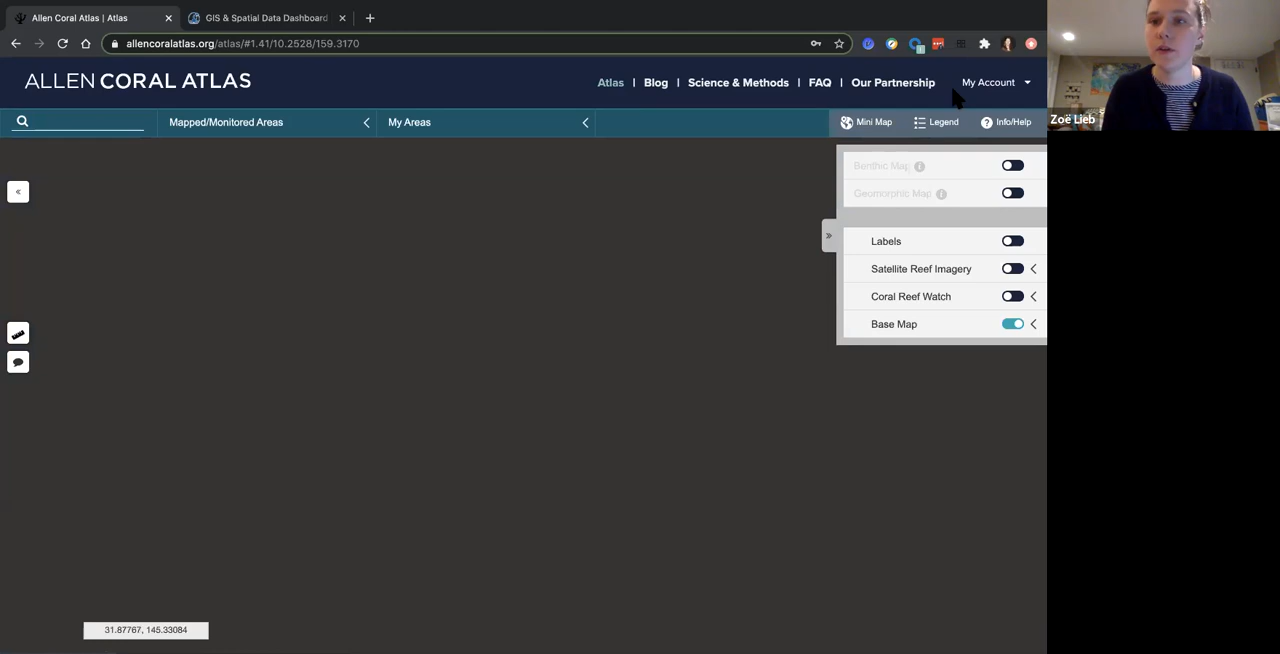 Allen Coral Atlas | Atlas
GIS & Spatial Data Dashboard
allencoralatlas.org/atlas/#1.41/10.2528/159.3170
ALLEN CORAL ATLAS
Atlas | Blog | Science & Methods | FAQ | Our Partnership
My Account
Zoë Lieb
Mapped/Monitored Areas
My Areas
Mini Map
Legend
Info/Help
Benthic Map
Geomorphic Map
Labels
Satellite Reef Imagery
Coral Reef Watch
Base Map
31.87767, 145.33084